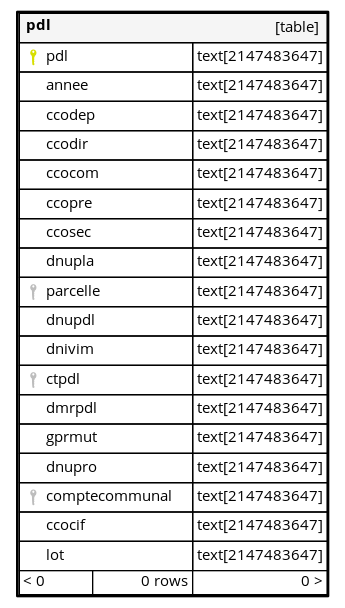 pdl [table]
pdl text[2147483647]
annee text[2147483647]
ccodep text[2147483647]
ccodir text[2147483647]
ccocom text[2147483647]
ccopre text[2147483647]
ccosec text[2147483647]
dnupla text[2147483647]
parcelle text[2147483647]
dnupdl text[2147483647]
dnivim text[2147483647]
ctpdl text[2147483647]
dmrpdl text[2147483647]
gprmut text[2147483647]
dnupro text[2147483647]
comptecommunal text[2147483647]
ccocif text[2147483647]
lot text[2147483647]
< 0 0 rows 0 >